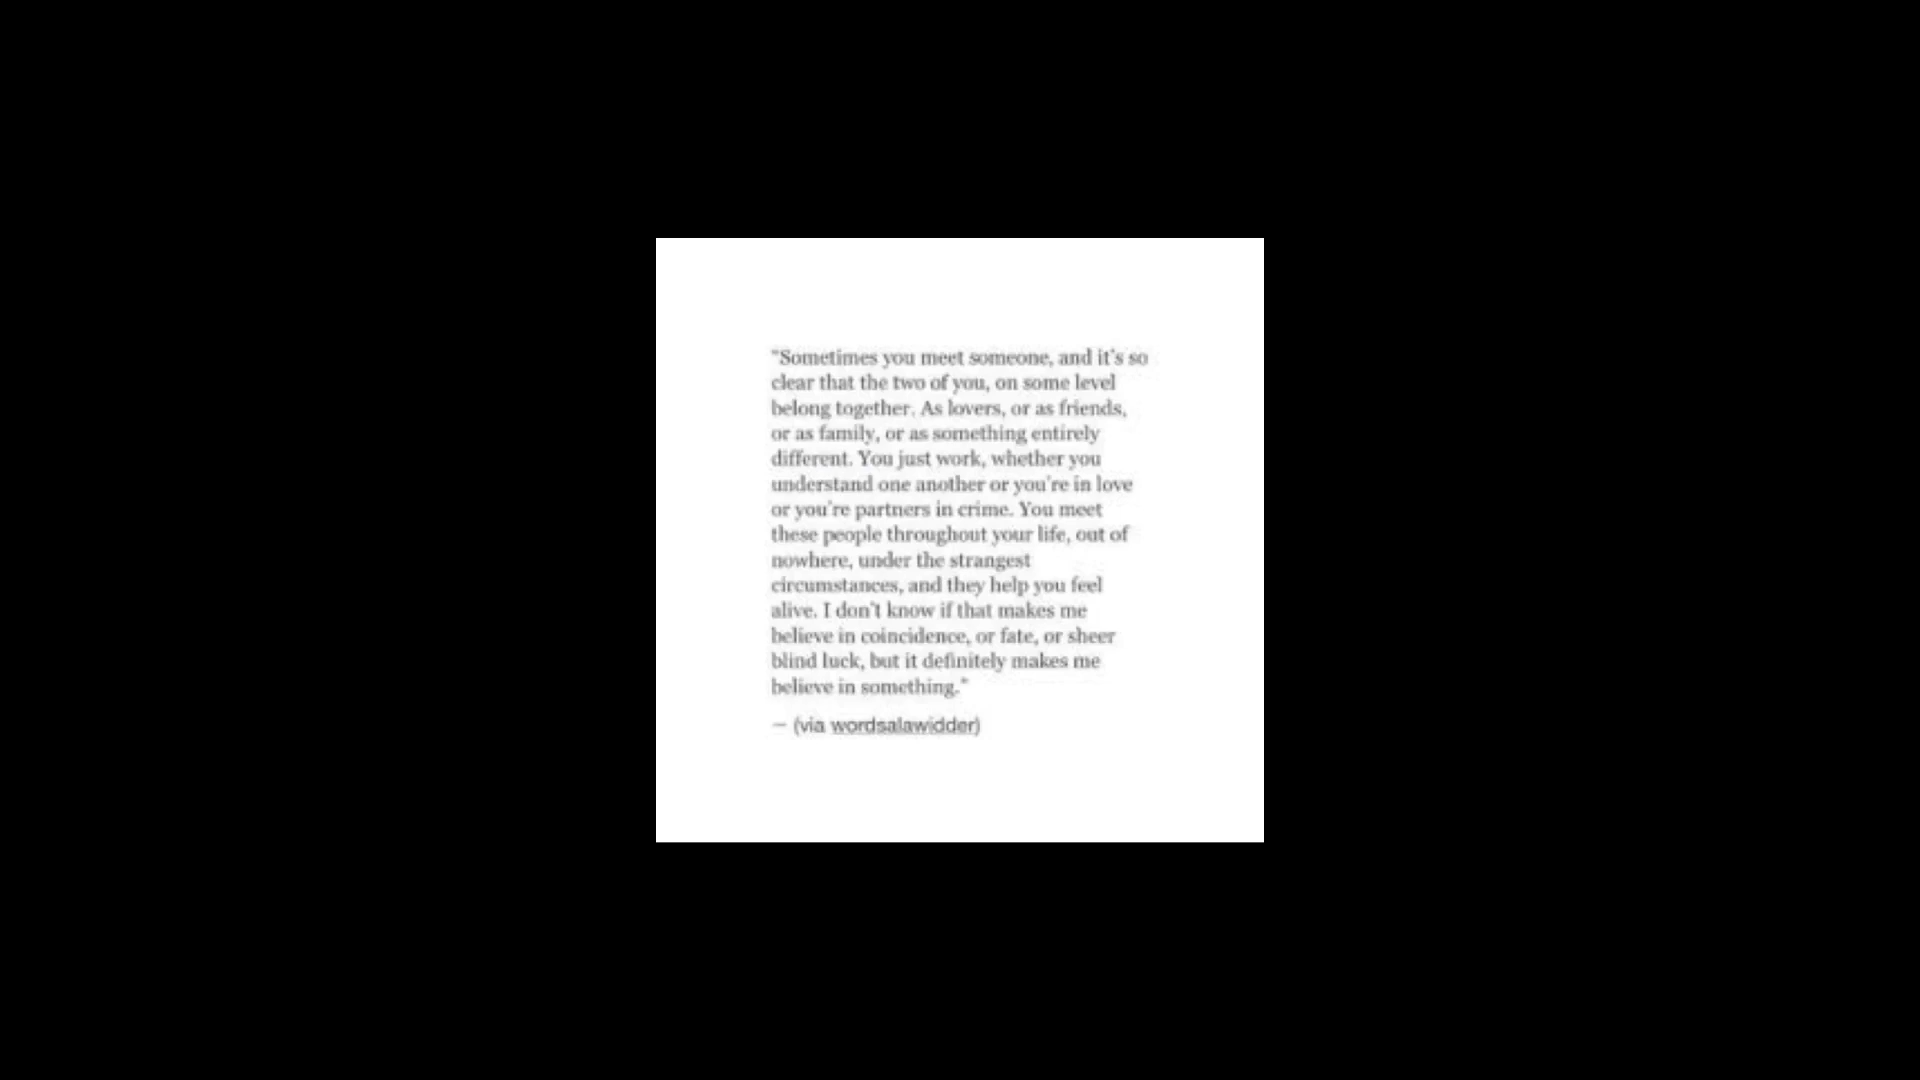 "Sometimes you meet someone, and it's so
clear that the two of you, on some level
belong together. As lovers, or as friends,
or as family, or as something entirely
different. You just work, whether you
understand one another or you're in love
or you're partners in crime. You meet
these people throughout your life, out of
nowhere, under the strangest
circumstances, and they help you feel
alive. I don't know if that makes me
believe in coincidence, or fate, or sheer
blind luck, but it definitely makes me
believe in something."
— (via wordsalawidder)